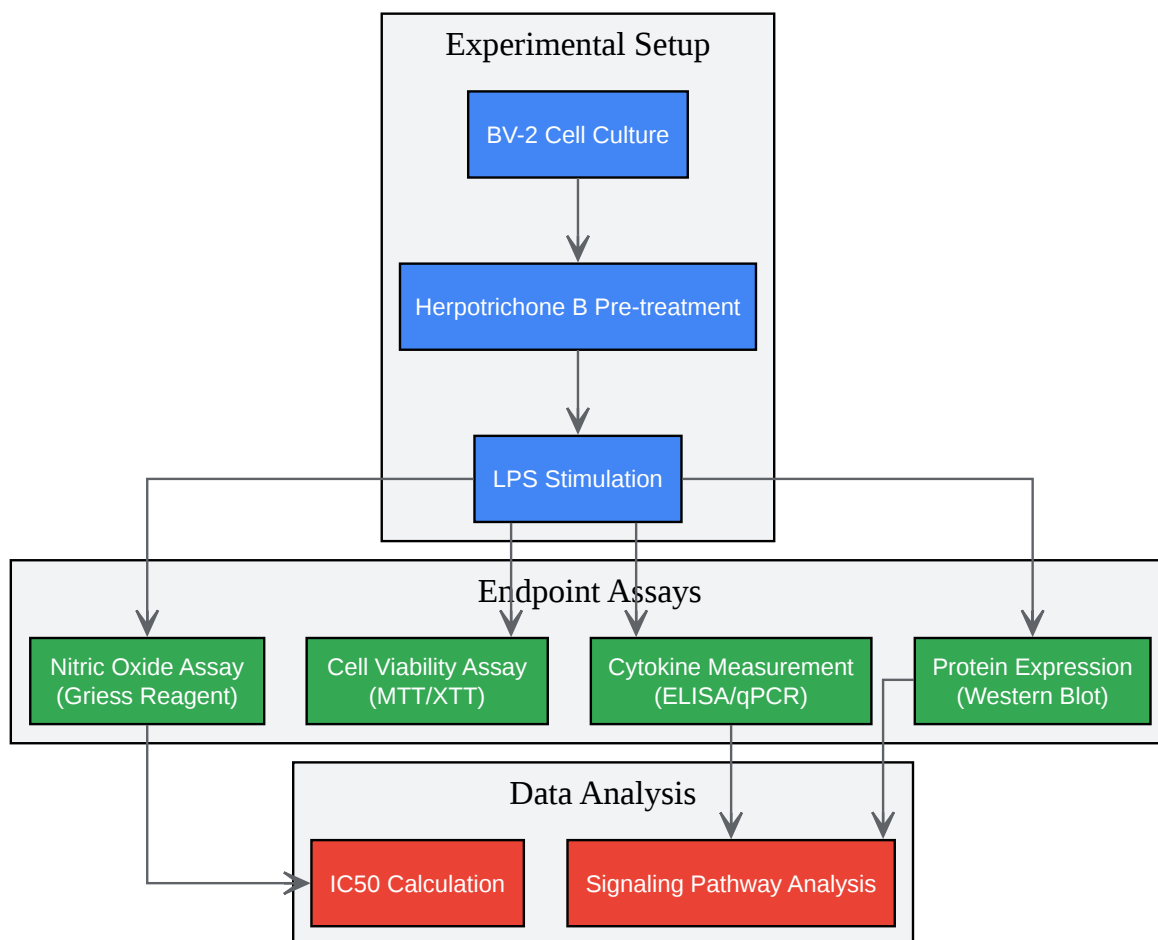 Experimental Setup
BV-2 Cell Culture
Herpotrichone B Pre-treatment
LPS Stimulation
Endpoint Assays
Nitric Oxide Assay
(Griess Reagent)
Cell Viability Assay
(MTT/XTT)
Cytokine Measurement
(ELISA/qPCR)
Protein Expression
(Western Blot)
Data Analysis
IC50 Calculation
Signaling Pathway Analysis